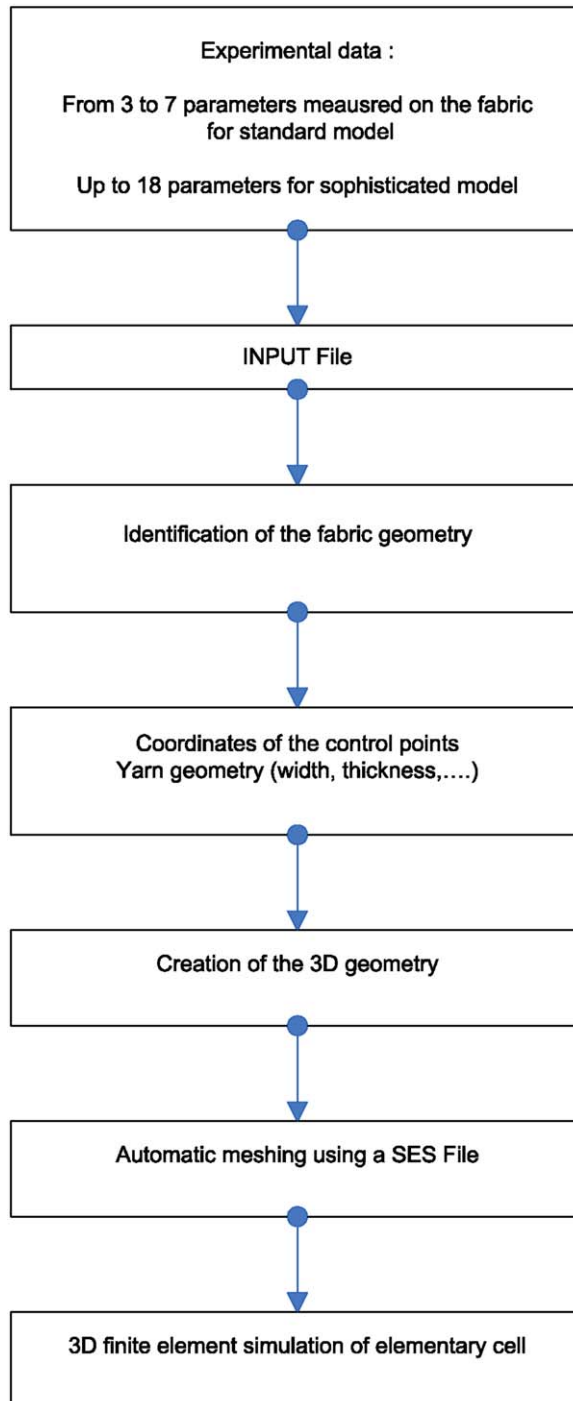 Experimental data :
From 3 to 7 parameters meausred on the fabric
for standard model
Up to 18 parameters for sophisticated model
INPUT File
Identification of the fabric geometry
Coordinates of the control points
Yarn geometry (width, thickness,....)
Creation of the 3D geometry
Automatic meshing using a SES File
3D finite element simulation of elementary cell